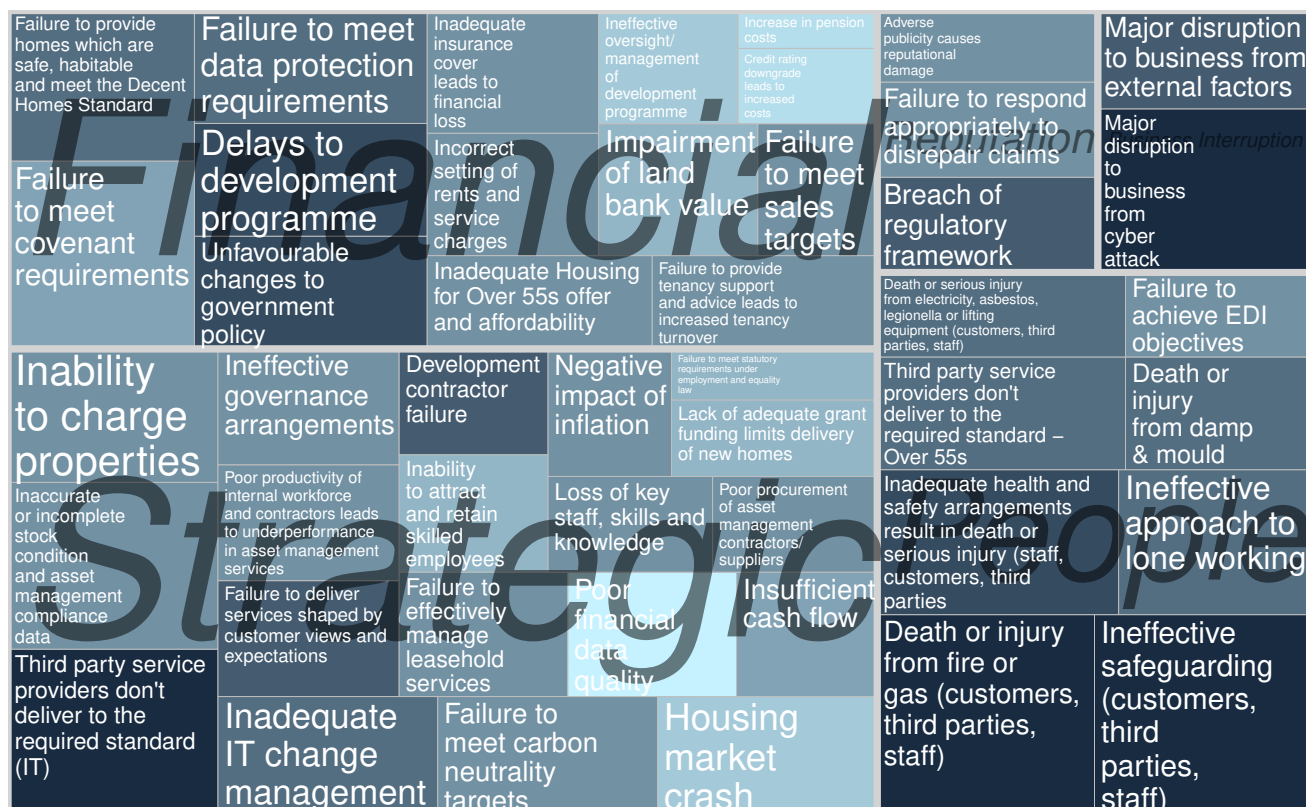 Failure to provide
homes which are
safe, habitable
and meet the Decent
Homes Standard
Failure
to meet
covenant
requirements
Failure to meet
data protection
requirements
Delays to
development
programme
Unfavourable
changes to
government
policy
Inadequate
insurance
cover
leads to
financial
loss
Incorrect
setting of
rents and
service
charges
Ineffective
oversight/
management
of
development
programme
Increase in pension
costs
Credit rating
downgrade
leads to
increased
costs
Impairment
of land
bank value
Failure
to meet
sales
targets
Inadequate Housing
for Over 55s offer
and affordability
Failure to provide
tenancy support
and advice leads to
increased tenancy
turnover
Financial
Adverse
publicity causes
reputational
damage
Failure to respond
appropriately to
disrepair claims
Breach of
regulatory
framework
Reputation
Major disruption
to business from
external factors
Major
disruption
to
business
from
cyber
attack
Business Interruption
Inability
to charge
properties
Inaccurate
or incomplete
stock
condition
and asset
management
compliance
data
Third party service
providers don't
deliver to the
required standard
(IT)
Ineffective
governance
arrangements
Poor productivity of
internal workforce
and contractors leads
to underperformance
in asset management
services
Failure to deliver
services shaped by
customer views and
expectations
Development
contractor
failure
Inability
to attract
and retain
skilled
employees
Failure to
effectively
manage
leasehold
services
Negative
impact of
inflation
Failure to meet statutory
requirements under
employment and equality
law
Lack of adequate grant
funding limits delivery
of new homes
Loss of key
staff, skills and
knowledge
Poor procurement
of asset
management
contractors/
suppliers
Poor
financial
data
quality
Insufficient
cash flow
Inadequate
IT change
management
Failure to
meet carbon
neutrality
targets
Housing
market
crash
Strategic
Death or serious injury
from electricity, asbestos,
legionella or lifting
equipment (customers, third
parties, staff)
Failure to
achieve EDI
objectives
Third party service
providers don't
deliver to the
required standard –
Over 55s
Death or
injury
from damp
& mould
Inadequate health and
safety arrangements
result in death or
serious injury (staff,
customers, third
parties
Ineffective
approach to
lone working
Death or injury
from fire or
gas (customers,
third parties,
staff)
Ineffective
safeguarding
(customers,
third
parties,
staff)
People